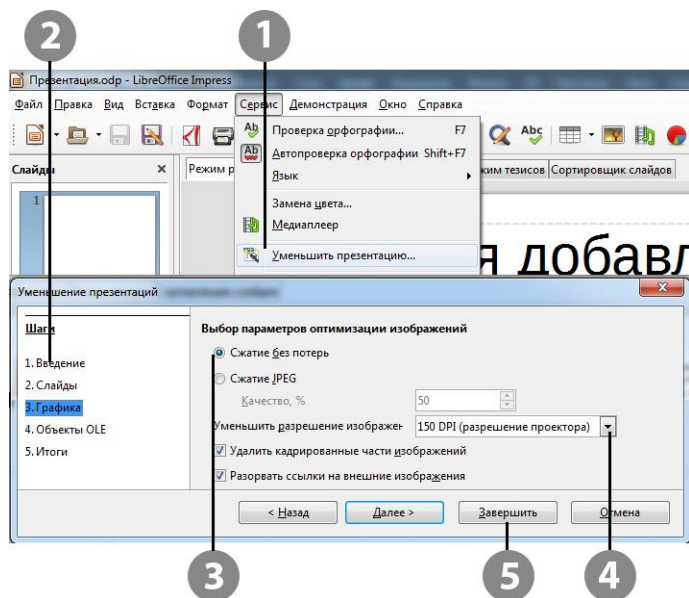 2
1
Презентация.odp - LibreOffice Impress
Файл Правка Вид Вставка Формат Сервис Демонстрация Окно Справка
Проверка орфографии... F7
Автопроверка орфографии Shift+F7
Abc
Слайды ×
Режим р
Язык
жим тезисов
Сортировщик слайдов
1
Замена цвета...
Медиаплеер
Уменьшить презентацию...
я добавл
Уменьшение презентаций
Шаги
Выбор параметров оптимизации изображений
1. Введение
Сжатие без потерь
2. Слайды
Сжатие JPEG
3. Графика
Качество, % 50
4. Объекты OLE
Уменьшить разрешение изображен 150 DPI (разрешение проектора)
5. Итоги
Удалить кадрированные части изображений
Разорвать ссылки на внешние изображения
< Назад Далее > Завершить Отмена
3
5
4